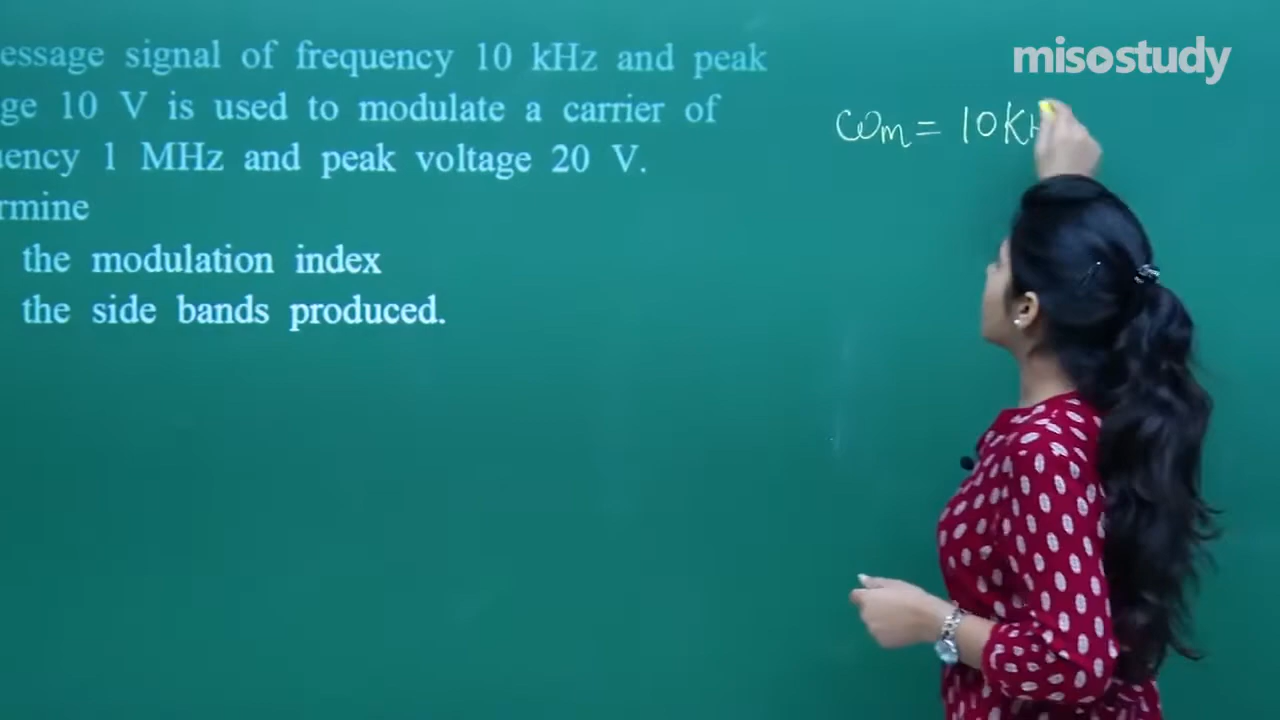 misostudy
essage signal of frequency 10 kHz and peak
ge 10 V is used to modulate a carrier of
uency 1 MHz and peak voltage 20 V.
rmine
the modulation index
the side bands produced.
ωm = 10K